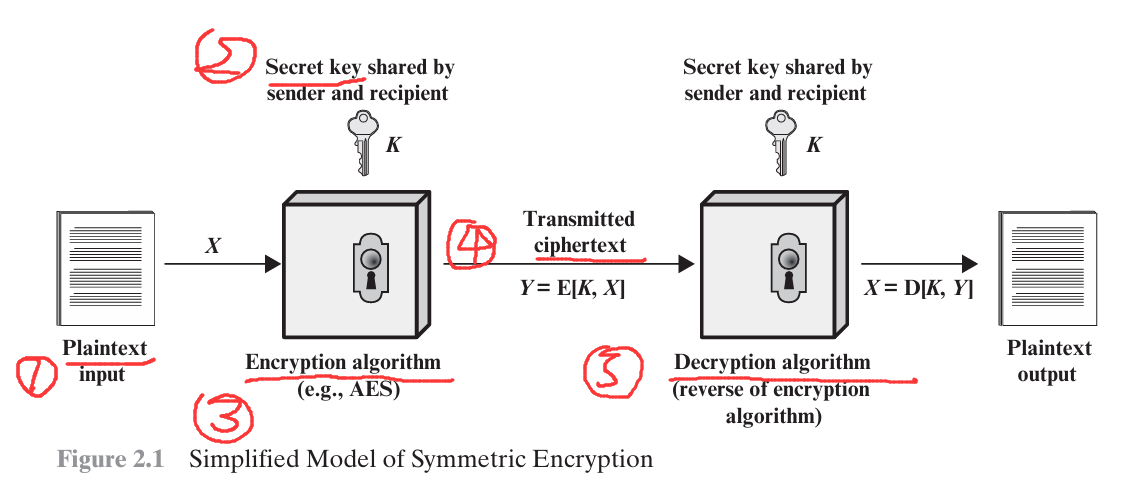 2
Secret key shared by
sender and recipient
K
Secret key shared by
sender and recipient
K
X
4
Transmitted
ciphertext
Y = E[K, X]
X = D[K, Y]
1
Plaintext
input
Encryption algorithm
(e.g., AES)
3
5
Decryption algorithm
(reverse of encryption
algorithm)
Plaintext
output
Figure 2.1 Simplified Model of Symmetric Encryption